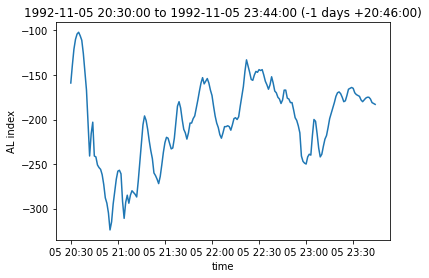 1992-11-05 20:30:00 to 1992-11-05 23:44:00 (-1 days +20:46:00)
−100
−150
−200
−250
−300
AL index
05 20:30 05 21:00 05 21:30 05 22:00 05 22:30 05 23:00 05 23:30
time